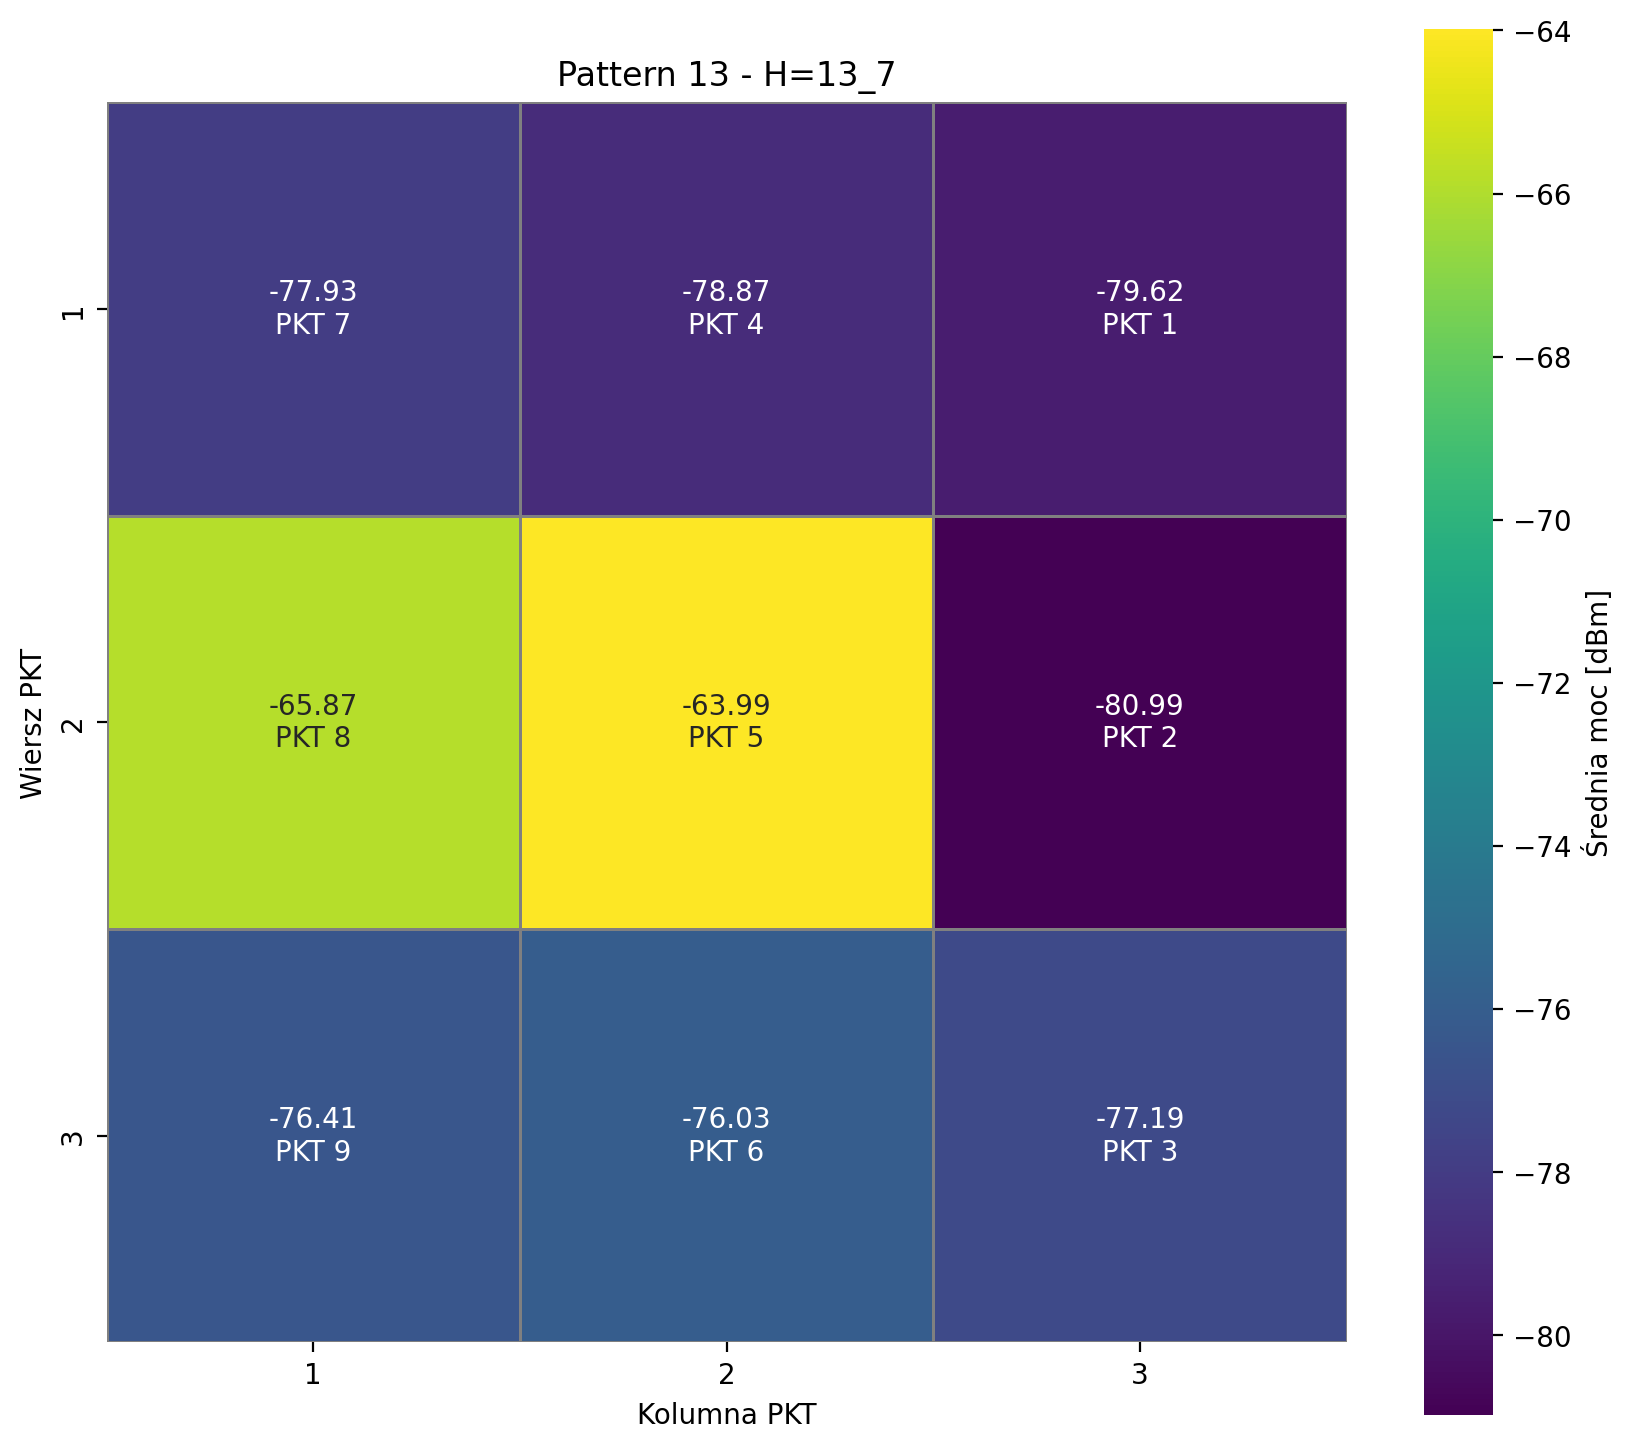 Pattern 13 - H=13_7
-77.93
PKT 7
-78.87
PKT 4
-79.62
PKT 1
-65.87
PKT 8
-63.99
PKT 5
-80.99
PKT 2
-76.41
PKT 9
-76.03
PKT 6
-77.19
PKT 3
1
2
3
Wiersz PKT
1
2
3
Kolumna PKT
−64
−66
−68
−70
−72
−74
−76
−78
−80
Średnia moc [dBm]